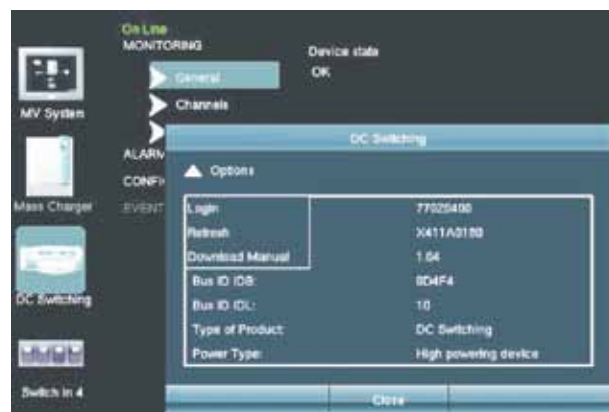 On Line
MONITORING
Device state
General
OK
MV System
Channels
DC Switching
ALARM
Options
CONFI
Mass Charger
EVENT
Login
77025400
Refresh
X411A0180
Download Manual
1.04
Bus ID IDB:
8D4F4
Bus ID IDL:
10
DC Switching
Type of Product:
DC Switching
Power Type:
High powering device
Switch In 4
Close